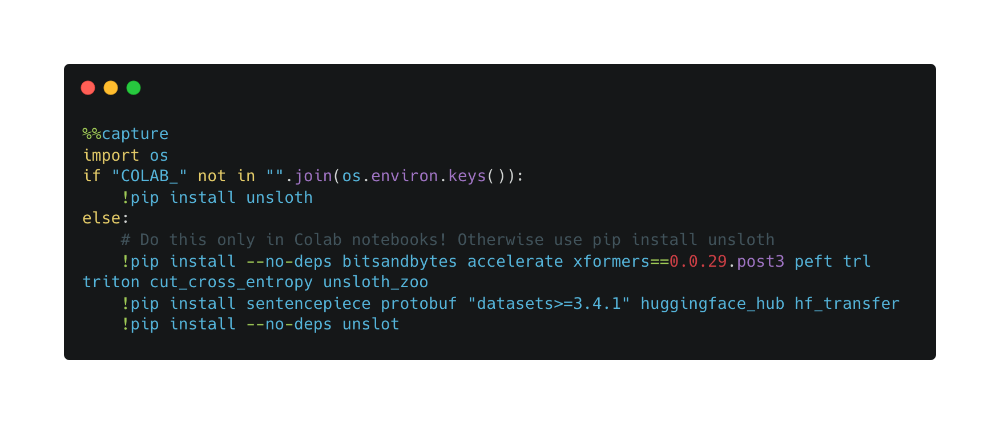 %%capture
import os
if "COLAB_" not in "".join(os.environ.keys()):
    !pip install unsloth
else:
    # Do this only in Colab notebooks! Otherwise use pip install unsloth
    !pip install --no-deps bitsandbytes accelerate xformers==0.0.29.post3 peft trl
triton cut_cross_entropy unsloth_zoo
    !pip install sentencepiece protobuf "datasets>=3.4.1" huggingface_hub hf_transfer
    !pip install --no-deps unslot